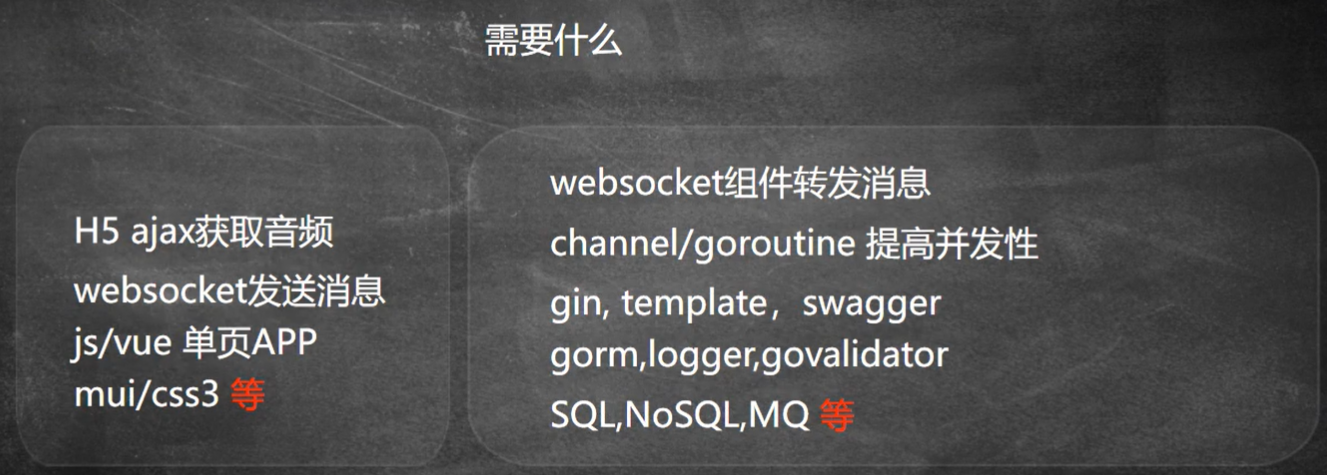 需要什么
H5 ajax获取音频
websocket发送消息
js/vue 单页APP
mui/css3 等
websocket组件转发消息
channel/goroutine 提高并发性
gin, template，swagger
gorm,logger,govalidator
SQL,NoSQL,MQ 等